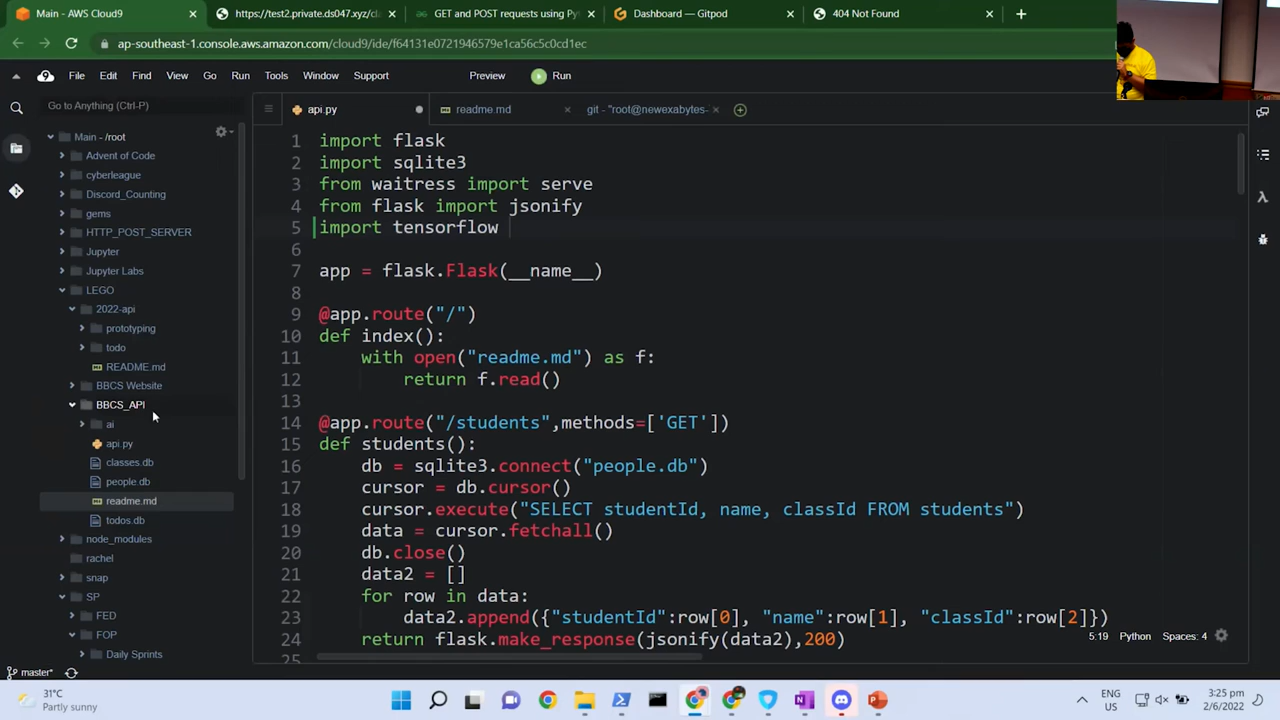 Main - AWS Cloud9
https://test2.private.ds047.xyz/cl
GET and POST requests using Py
Dashboard — Gitpod
404 Not Found
ap-southeast-1.console.aws.amazon.com/cloud9/ide/f64131e0721946579e1ca56c5c0cd1ec
File Edit Find View Go Run Tools Window Support Preview Run
Go to Anything (Ctrl-P)
api.py
readme.md
git - "root@newexabytes-
Main - /root
Advent of Code
cyberleague
Discord_Counting
gems
HTTP_POST_SERVER
Jupyter
Jupyter Labs
LEGO
2022-api
prototyping
todo
README.md
BBCS Website
BBCS_API
ai
api.py
classes.db
people.db
readme.md
todos.db
node_modules
rachel
snap
SP
FED
FOP
Daily Sprints
1 import flask
2 import sqlite3
3 from waitress import serve
4 from flask import jsonify
5 import tensorflow
6
7 app = flask.Flask(__name__)
8
9 @app.route("/")
10 def index():
11 with open("readme.md") as f:
12 return f.read()
13
14 @app.route("/students",methods=['GET'])
15 def students():
16 db = sqlite3.connect("people.db")
17 cursor = db.cursor()
18 cursor.execute("SELECT studentId, name, classId FROM students")
19 data = cursor.fetchall()
20 db.close()
21 data2 = []
22 for row in data:
23 data2.append({"studentId":row[0], "name":row[1], "classId":row[2]})
24 return flask.make_response(jsonify(data2),200)
25
5:19 Python Spaces: 4
master*
31°C
Partly sunny
ENG
US
3:25 pm
2/6/2022